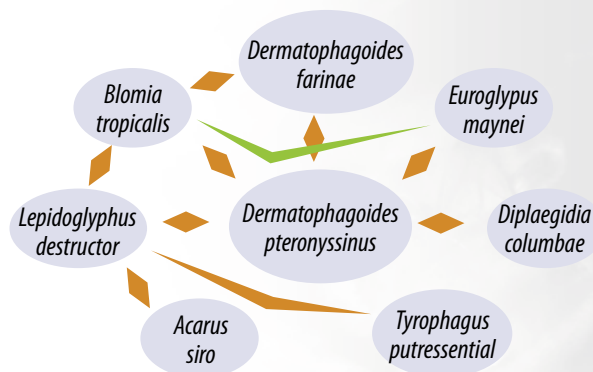 Dermatophagoides
farinae
Blomia
tropicalis
Euroglypus
maynei
Lepidoglyphus
destructor
Dermatophagoides
pteronyssinus
Diplaegidia
columbae
Acarus
siro
Tyrophagus
putressential